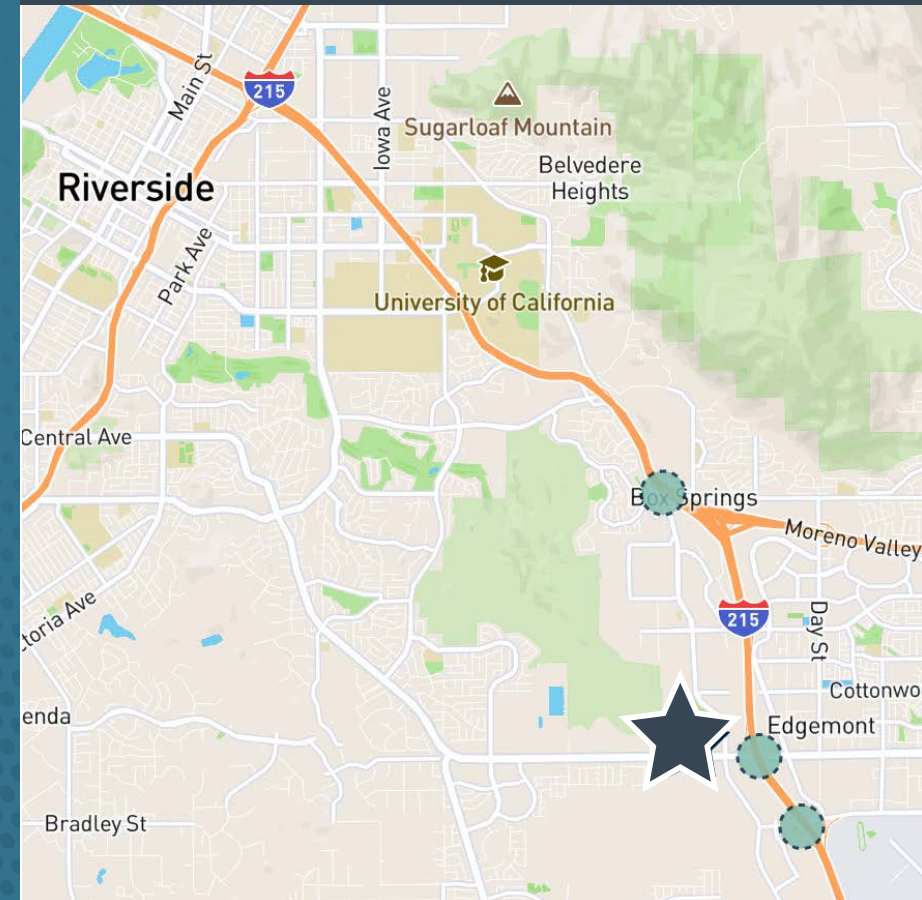 Main St
215
Iowa Ave
Sugarloaf Mountain
Belvedere
Heights
Riverside
Park Ave
University of California
Central Ave
Box Springs
Moreno Valley
toria Ave
215
Day St
Cottonwo
enda
Edgemont
Bradley St